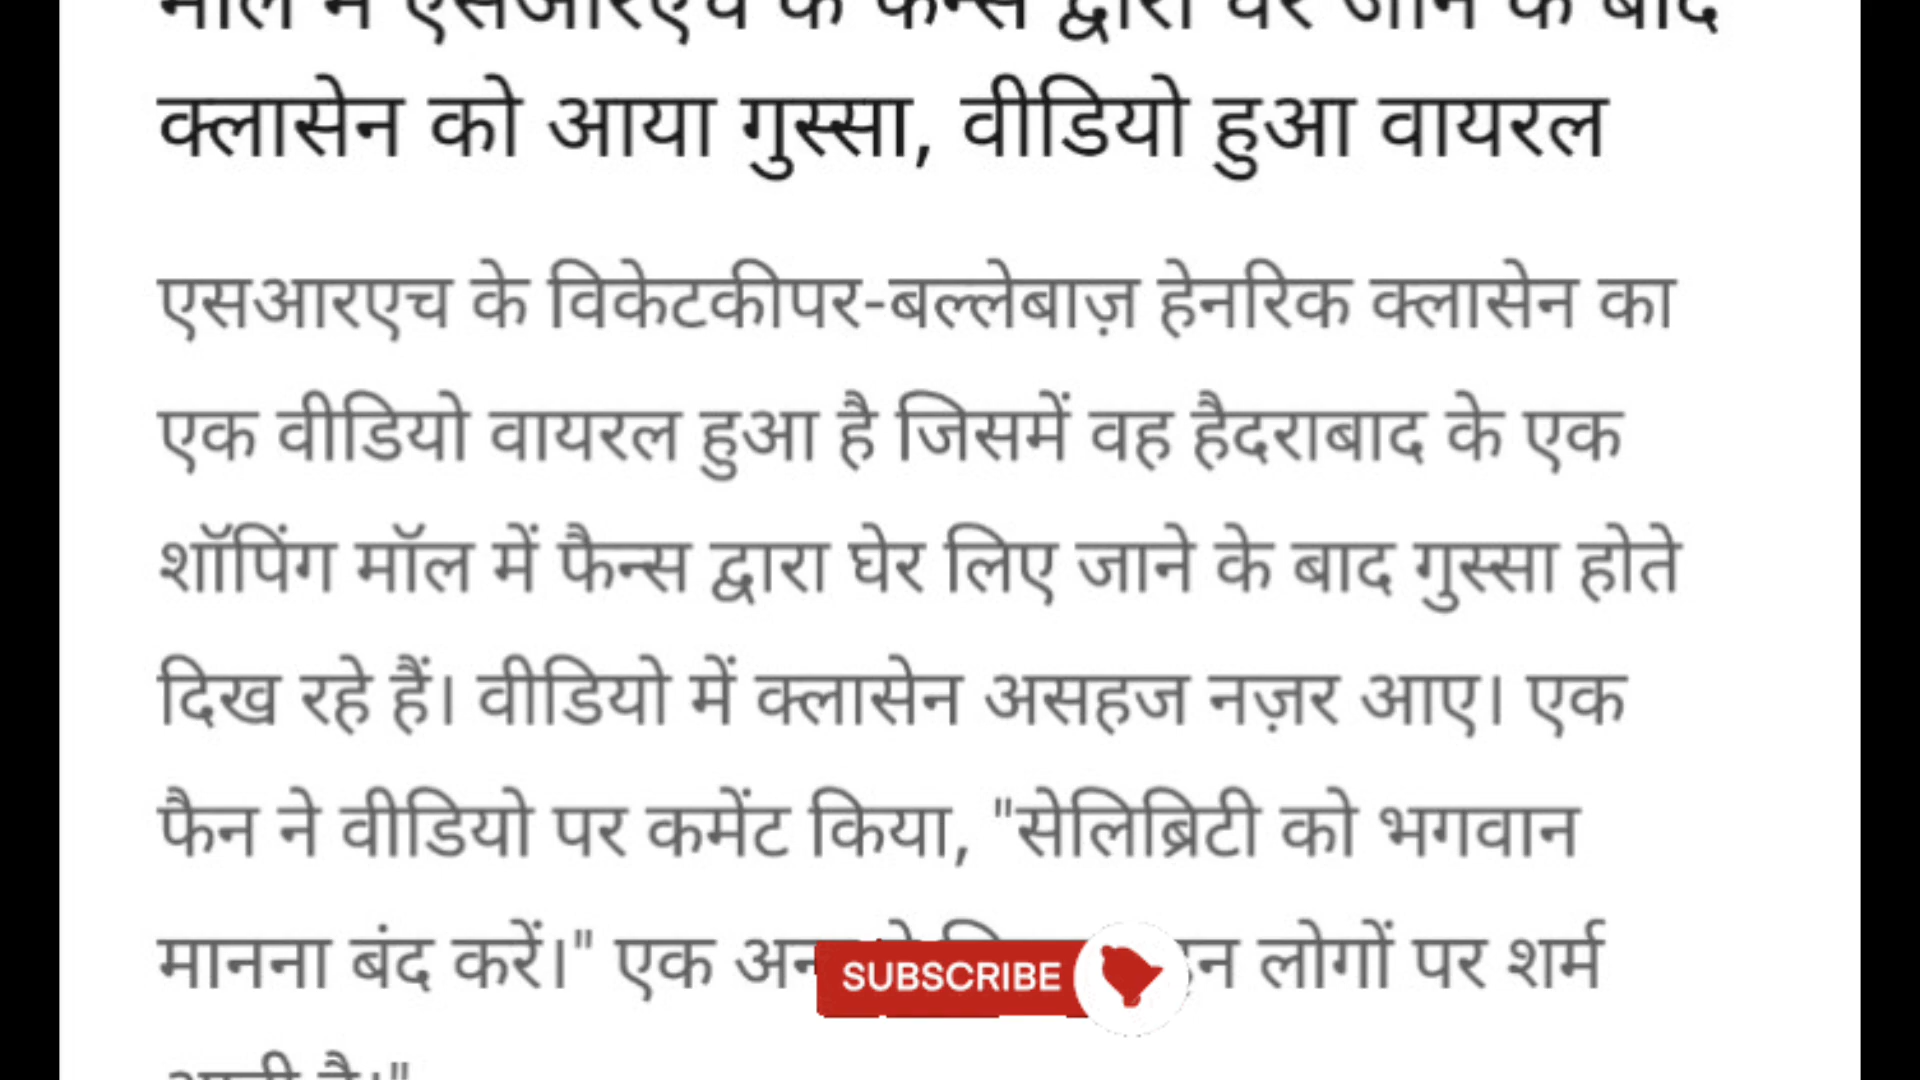 मॉल में एसआरएच के फैन्स द्वारा घेरे जाने के बाद
क्लासेन को आया गुस्सा, वीडियो हुआ वायरल
एसआरएच के विकेटकीपर-बल्लेबाज़ हेनरिक क्लासेन का
एक वीडियो वायरल हुआ है जिसमें वह हैदराबाद के एक
शॉपिंग मॉल में फैन्स द्वारा घेर लिए जाने के बाद गुस्सा होते
दिख रहे हैं। वीडियो में क्लासेन असहज नज़र आए। एक
फैन ने वीडियो पर कमेंट किया, "सेलिब्रिटी को भगवान
मानना बंद करें।" एक लोगों पर शर्म
SUBSCRIBE